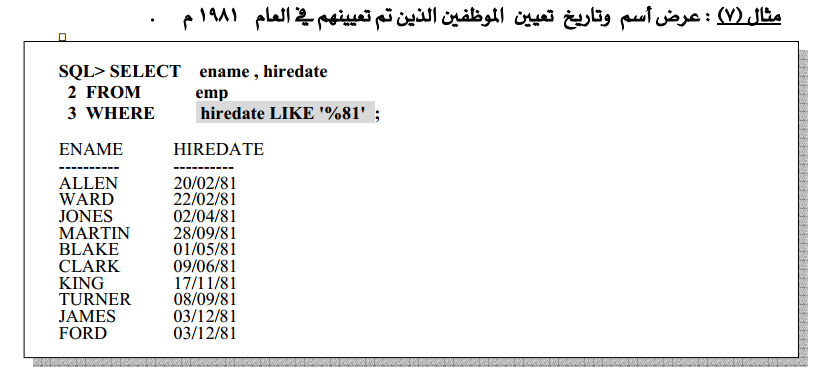 مثال (٧) : عرض أسم وتاريخ تعيين الموظفين الذين تم تعيينهم في العام ١٩٨١ م .
SQL> SELECT ename , hiredate
2 FROM emp
3 WHERE hiredate LIKE '%81' ;
ENAME HIREDATE
---------- ----------
ALLEN 20/02/81
WARD 22/02/81
JONES 02/04/81
MARTIN 28/09/81
BLAKE 01/05/81
CLARK 09/06/81
KING 17/11/81
TURNER 08/09/81
JAMES 03/12/81
FORD 03/12/81